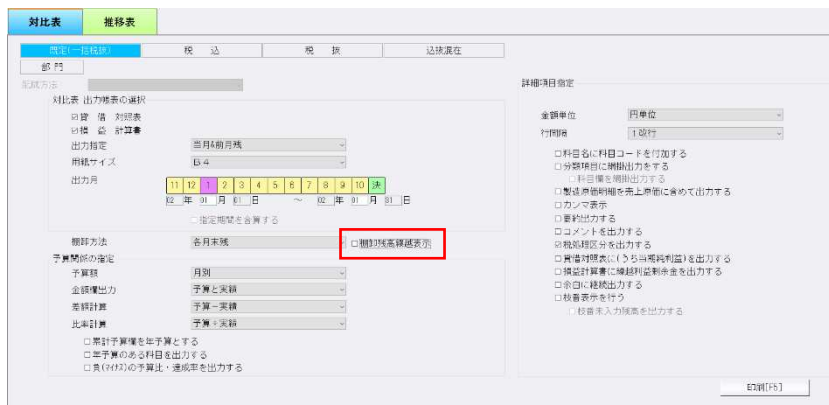 対比表 推移表
既定(一括税抜) 税 込 税 抜 込抜混在
部 門
記帳方法
対比表 出力帳表の選択
☑貸 借 対照表
☑損 益 計算書
出力指定 当月&前月残
用紙サイズ B4
出力月 11 12 1 2 3 4 5 6 7 8 9 10 決
02 年 01 月 01 日 ～ 02 年 01 月 31 日
□指定期間を合算する
棚卸方法 各月末残 □棚卸残高繰越表示
予算関係の指定
予算額 月別
金額欄出力 予算と実績
差額計算 予算－実績
比率計算 予算÷実績
□累計予算欄を年予算とする
□年予算のある科目を出力する
□負(マイナス)の予算比・達成率を出力する
詳細項目指定
金額単位 円単位
行間隔 1改行
□科目名に科目コードを付加する
□分類項目に網掛出力をする
□科目欄を網掛出力する
□製造原価明細を売上原価に含めて出力する
□カンマ表示
□要約出力する
□コメントを出力する
☑税処理区分を出力する
□貸借対照表に(うち当期純利益)を出力する
□損益計算書に繰越利益剰余金を出力する
□余白に継続出力する
□枝番表示を行う
□枝番未入力残高を出力する
印刷[F5]